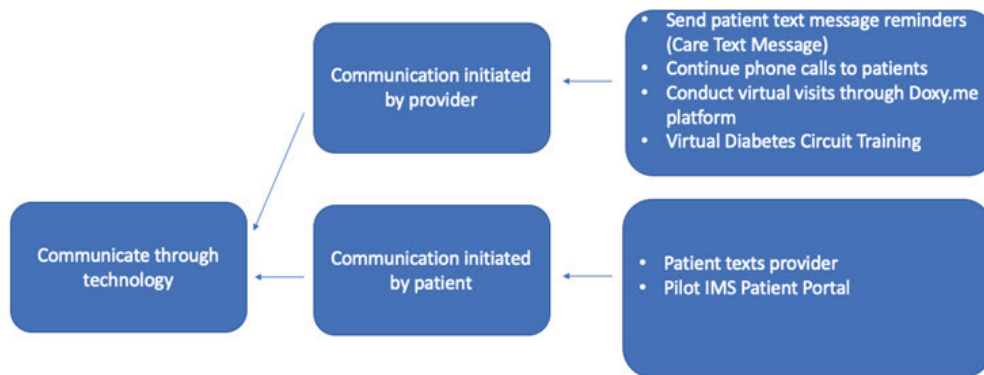 Communication initiated
by provider
• Send patient text message reminders
(Care Text Message)
• Continue phone calls to patients
• Conduct virtual visits through Doxy.me
platform
• Virtual Diabetes Circuit Training
Communicate through
technology
Communication initiated
by patient
• Patient texts provider
• Pilot IMS Patient Portal